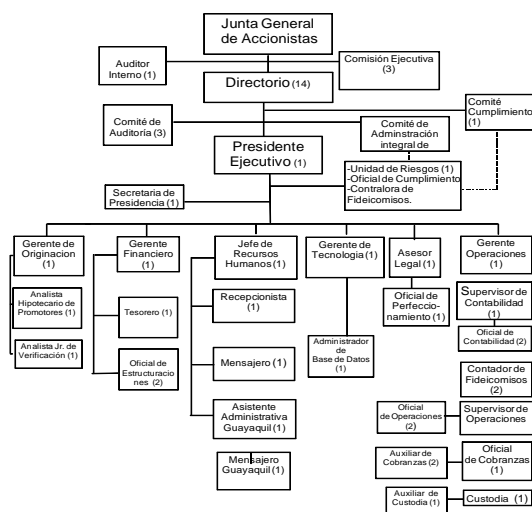 Junta General
de Accionistas
Auditor
Interno (1)
Comisión Ejecutiva
(3)
Directorio (14)
Comité
Cumplimiento
(1)
Comité de
Auditoría (3)
Comité de
Adminstración
integral de
Presidente
Ejecutivo (1)
-Unidad de Riesgos (1)
-Oficial de Cumplimiento
-Contralora de
Fideicomisos.
Secretaria de
Presidencia (1)
Gerente de
Originacion
(1)
Gerente
Financiero
(1)
Jefe de
Recursos
Humanos (1)
Gerente de
Tecnología (1)
Asesor
Legal (1)
Gerente
Operaciones
(1)
Analista
Hipotecario de
Promotores (1)
Tesorero (1)
Recepcionista
(1)
Oficial de
Perfeccio-
namiento (1)
Supervisor de
Contabilidad
(1)
Analista Jr. de
Verificación (1)
Oficial de
Estructuracio
nes (2)
Mensajero (1)
Administrador
de
Base de Datos
(1)
Oficial de
Contabilidad (2)
Contador de
Fideicomisos
(2)
Asistente
Administrativa
Guayaquil (1)
Oficial
de Operaciones
(2)
Supervisor de
Operaciones
Mensajero
Guayaquil (1)
Auxiliar de
Cobranzas (2)
Oficial
de Cobranzas
(1)
Auxiliar de
Custodia (1)
Custodia (1)